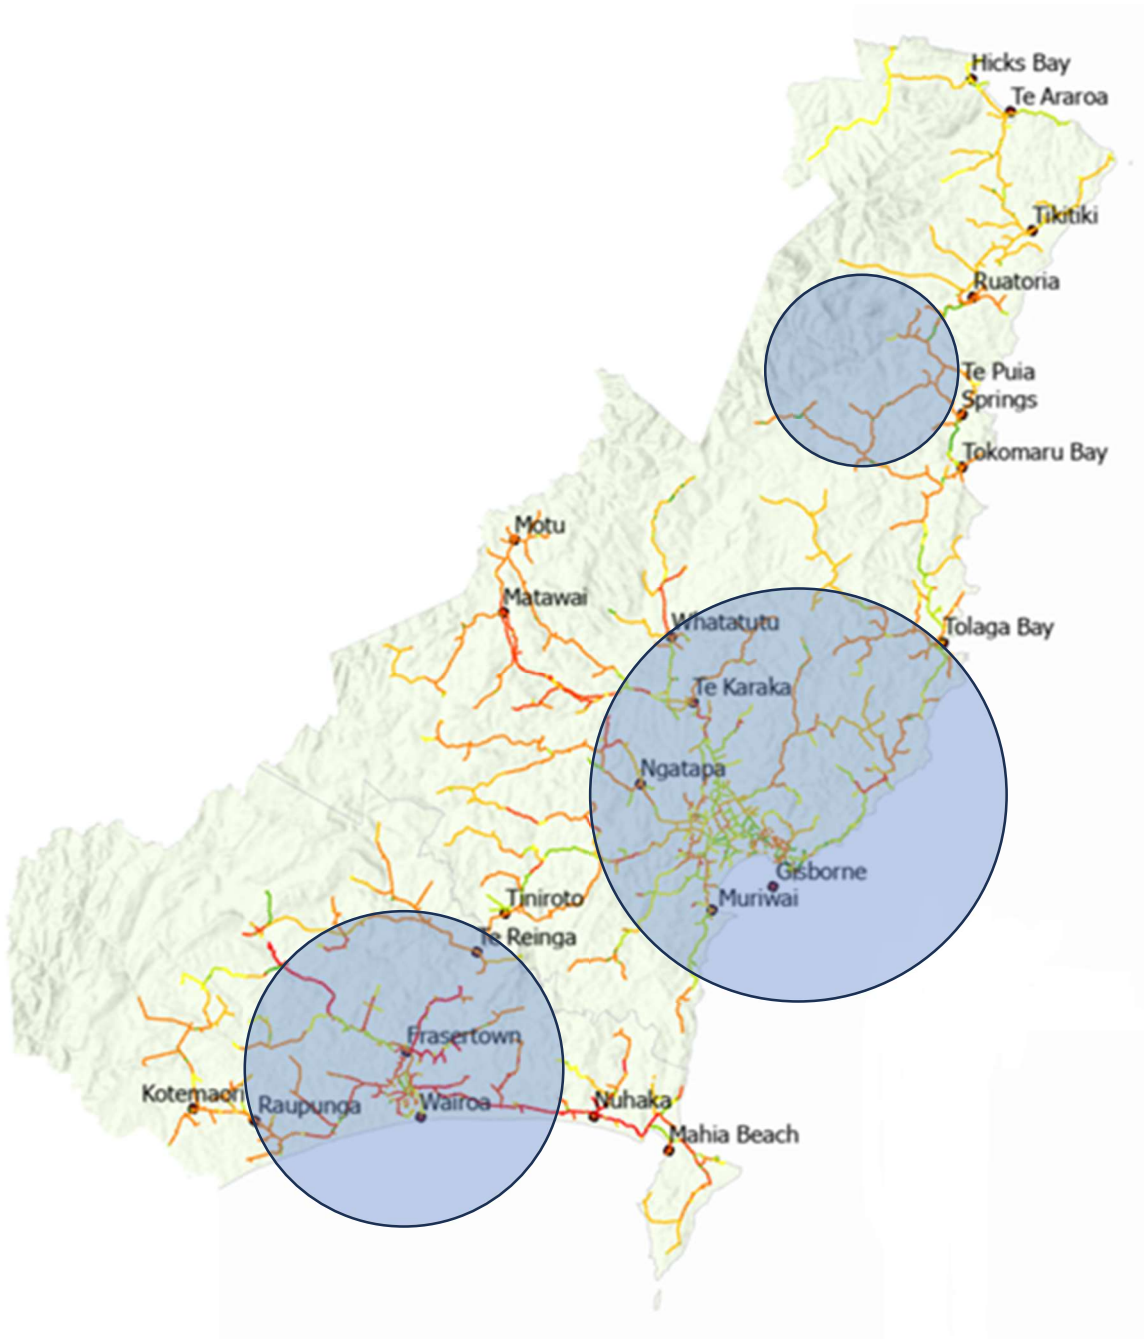 Hicks Bay
Te Araroa
Tikitiki
Ruatoria
Te Puia
Springs
Tokomaru Bay
Motu
Matawai
Whatatutu
Tolaga Bay
Te Karaka
Ngatapa
Gisborne
Muriwai
Tiniroto
Te Reinga
Frasertown
Kotemaori
Raupunga
Wairoa
Nuhaka
Mahia Beach